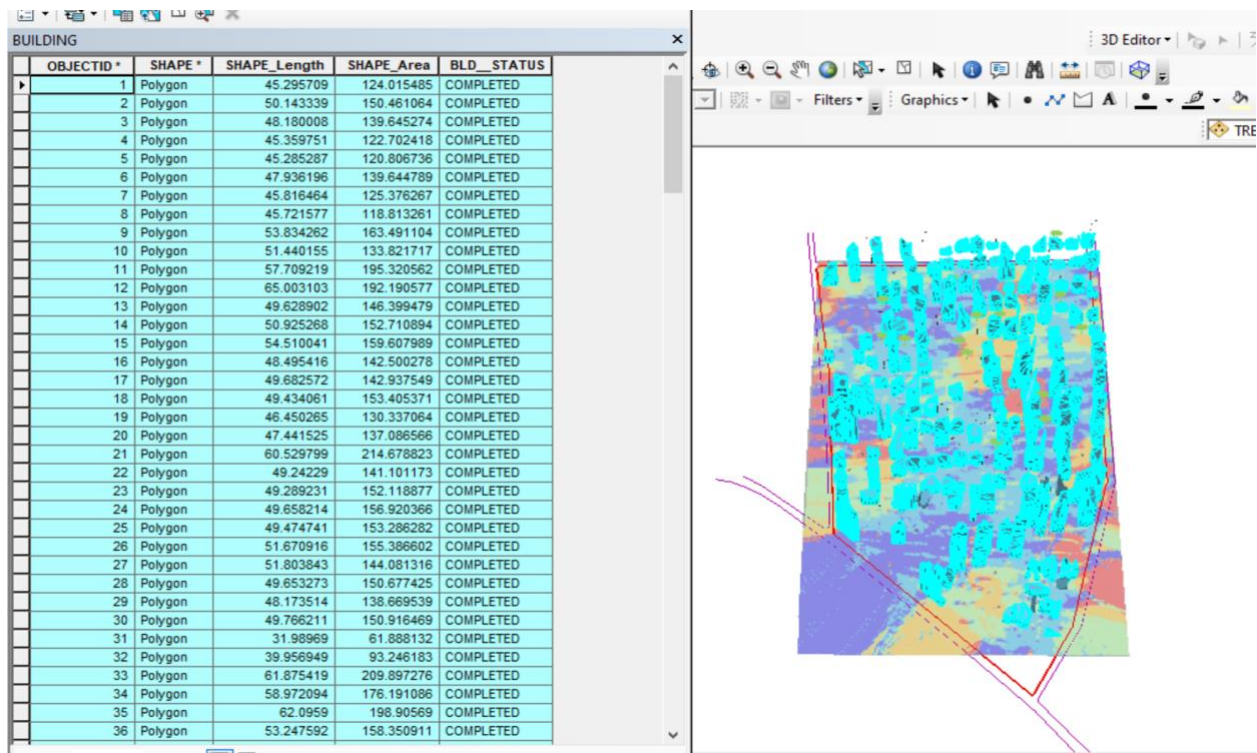 BUILDING ×
OBJECTID * SHAPE * SHAPE_Length SHAPE_Area BLD__STATUS
1 Polygon 45.295709 124.015485 COMPLETED
2 Polygon 50.143339 150.461064 COMPLETED
3 Polygon 48.180008 139.645274 COMPLETED
4 Polygon 45.359751 122.702418 COMPLETED
5 Polygon 45.285287 120.806736 COMPLETED
6 Polygon 47.936196 139.644789 COMPLETED
7 Polygon 45.816464 125.376267 COMPLETED
8 Polygon 45.721577 118.813261 COMPLETED
9 Polygon 53.834262 163.491104 COMPLETED
10 Polygon 51.440155 133.821717 COMPLETED
11 Polygon 57.709219 195.320562 COMPLETED
12 Polygon 65.003103 192.190577 COMPLETED
13 Polygon 49.628902 146.399479 COMPLETED
14 Polygon 50.925268 152.710894 COMPLETED
15 Polygon 54.510041 159.607989 COMPLETED
16 Polygon 48.495416 142.500278 COMPLETED
17 Polygon 49.682572 142.937549 COMPLETED
18 Polygon 49.434061 153.405371 COMPLETED
19 Polygon 46.450265 130.337064 COMPLETED
20 Polygon 47.441525 137.086566 COMPLETED
21 Polygon 60.529799 214.678823 COMPLETED
22 Polygon 49.24229 141.101173 COMPLETED
23 Polygon 49.289231 152.118877 COMPLETED
24 Polygon 49.658214 156.920366 COMPLETED
25 Polygon 49.474741 153.286282 COMPLETED
26 Polygon 51.670916 155.386602 COMPLETED
27 Polygon 51.803843 144.081316 COMPLETED
28 Polygon 49.653273 150.677425 COMPLETED
29 Polygon 48.173514 138.669539 COMPLETED
30 Polygon 49.766211 150.916469 COMPLETED
31 Polygon 31.98969 61.888132 COMPLETED
32 Polygon 39.956949 93.246183 COMPLETED
33 Polygon 61.875419 209.897276 COMPLETED
34 Polygon 58.972094 176.191086 COMPLETED
35 Polygon 62.0959 198.90569 COMPLETED
36 Polygon 53.247592 158.350911 COMPLETED
3D Editor
Filters Graphics A
TRE